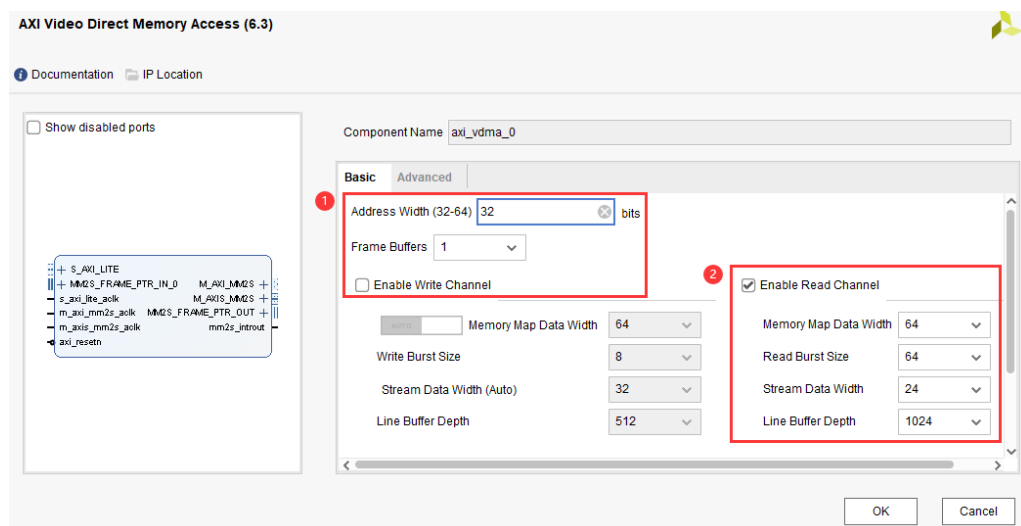 AXI Video Direct Memory Access (6.3)
Documentation IP Location
Show disabled ports
S_AXI_LITE
MM2S_FRAME_PTR_IN_0 M_AXI_MM2S
s_axi_lite_aclk M_AXIS_MM2S
m_axi_mm2s_aclk MM2S_FRAME_PTR_OUT
m_axis_mm2s_aclk mm2s_introut
axi_resetn
Component Name axi_vdma_0
Basic Advanced
1
Address Width (32-64) 32 bits
Frame Buffers 1
Enable Write Channel
AUTO Memory Map Data Width 64
Write Burst Size 8
Stream Data Width (Auto) 32
Line Buffer Depth 512
2
Enable Read Channel
Memory Map Data Width 64
Read Burst Size 64
Stream Data Width 24
Line Buffer Depth 1024
OK Cancel